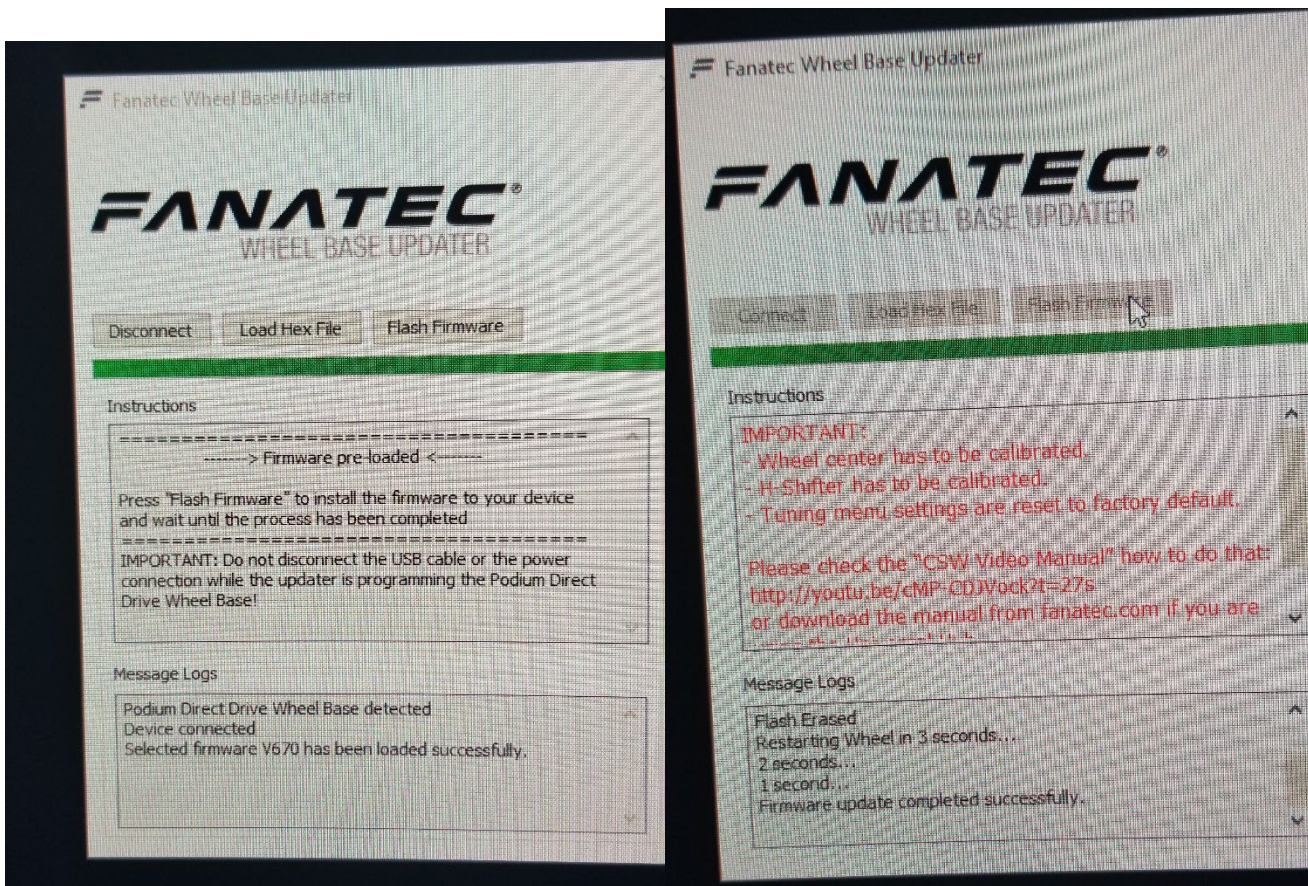 Fanatec Wheel Base Updater
FANATEC®
WHEEL BASE UPDATER
Disconnect
Load Hex File
Flash Firmware
Instructions
======================================
-------> Firmware pre-loaded <-------
Press "Flash Firmware" to install the firmware to your device
and wait until the process has been completed
======================================
IMPORTANT: Do not disconnect the USB cable or the power
connection while the updater is programming the Podium Direct
Drive Wheel Base!
Message Logs
Podium Direct Drive Wheel Base detected
Device connected
Selected firmware V670 has been loaded successfully.
Fanatec Wheel Base Updater
FANATEC®
WHEEL BASE UPDATER
Connect
Load Hex File
Flash Firmware
Instructions
IMPORTANT:
- Wheel center has to be calibrated.
- H-Shifter has to be calibrated.
- Tuning menu settings are reset to factory default.
Please check the "CSW Video Manual" how to do that:
http://youtu.be/cMP-CDJVock?t=27s
or download the manual from fanatec.com if you are
Message Logs
Flash Erased
Restarting Wheel in 3 seconds...
2 seconds...
1 second...
Firmware update completed successfully.